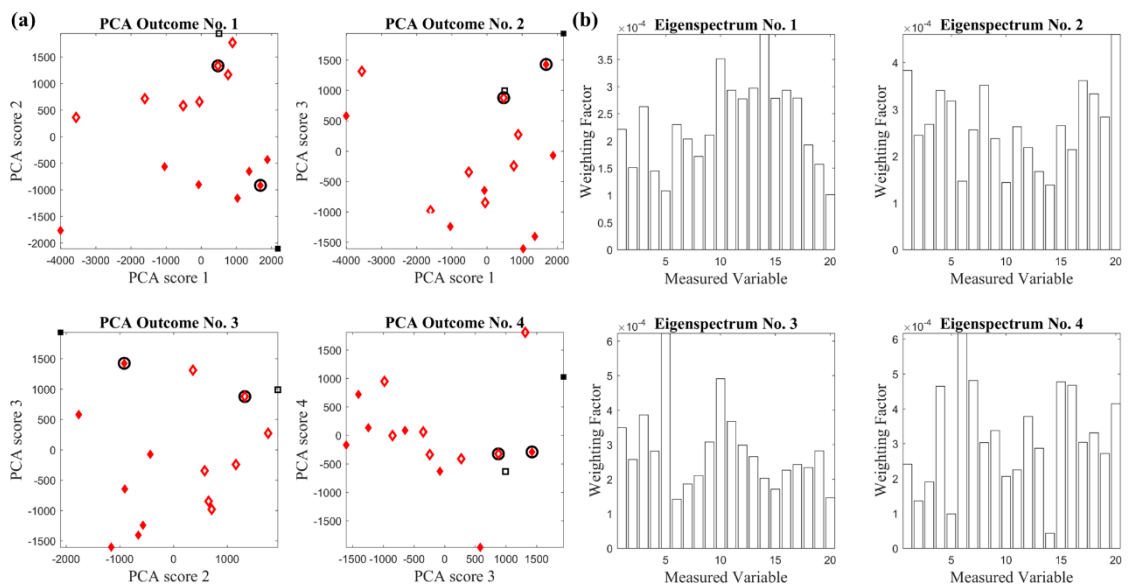 (a)
PCA Outcome No. 1
PCA score 2
1500
1000
500
0
-500
-1000
-1500
-2000
-4000 -3000 -2000 -1000 0 1000 2000
PCA score 1
PCA Outcome No. 2
PCA score 3
1500
1000
500
0
-500
-1000
-1500
-4000 -3000 -2000 -1000 0 1000 2000
PCA score 1
(b)
Eigenspectrum No. 1
×10⁻⁴
Weighting Factor
3.5
3
2.5
2
1.5
1
0.5
0
5 10 15 20
Measured Variable
Eigenspectrum No. 2
×10⁻⁴
Weighting Factor
4
3
2
1
0
5 10 15 20
Measured Variable
PCA Outcome No. 3
PCA score 3
1500
1000
500
0
-500
-1000
-1500
-2000 -1000 0 1000
PCA score 2
PCA Outcome No. 4
PCA score 4
1500
1000
500
0
-500
-1000
-1500
-1500 -1000 -500 0 500 1000 1500
PCA score 3
Eigenspectrum No. 3
×10⁻⁴
Weighting Factor
6
5
4
3
2
1
0
5 10 15 20
Measured Variable
Eigenspectrum No. 4
×10⁻⁴
Weighting Factor
6
5
4
3
2
1
0
5 10 15 20
Measured Variable